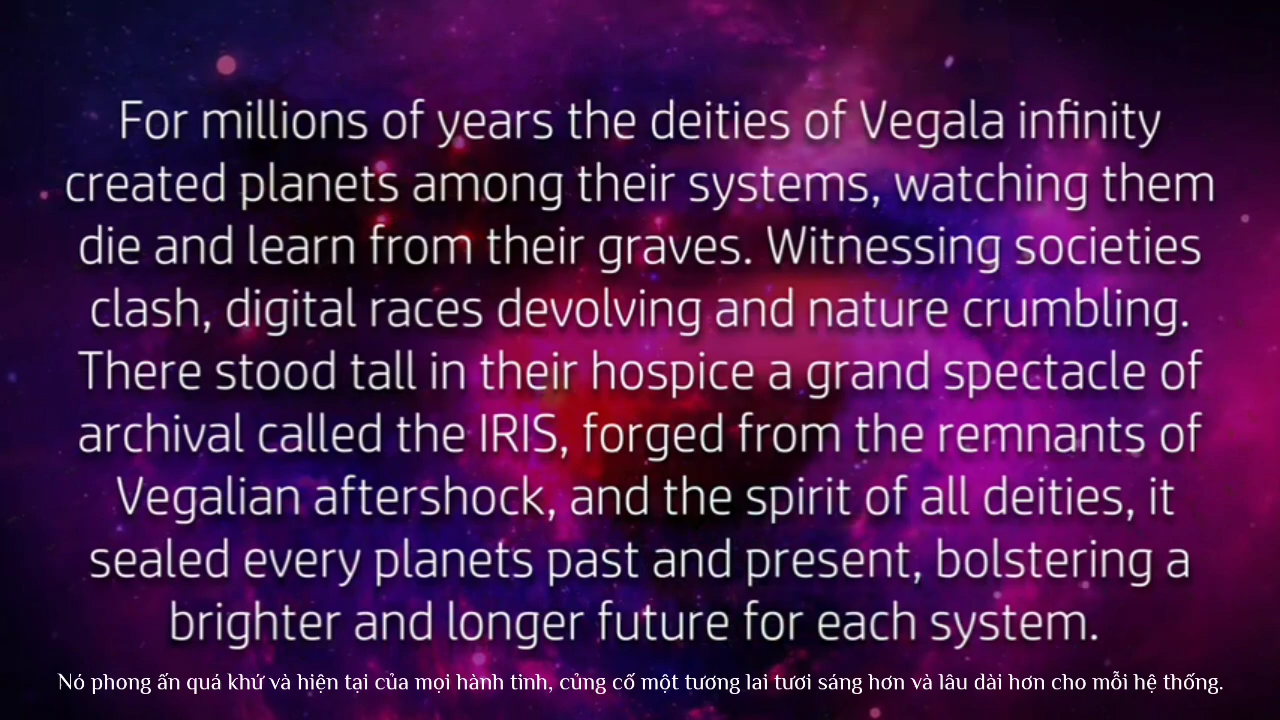 For millions of years the deities of Vegala infinity
created planets among their systems, watching them
die and learn from their graves. Witnessing societies
clash, digital races devolving and nature crumbling.
There stood tall in their hospice a grand spectacle of
archival called the IRIS, forged from the remnants of
Vegalian aftershock, and the spirit of all deities, it
sealed every planets past and present, bolstering a
brighter and longer future for each system.
Nó phong ấn quá khứ và hiện tại của mọi hành tinh, củng cố một tương lai tươi sáng hơn và lâu dài hơn cho mỗi hệ thống.